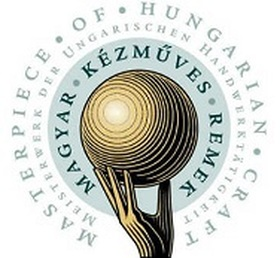 MASTERPIECE • OF • HUNGARIAN • CRAFT
MEISTERWERK DER UNGARISCHEN HANDWERKTÄTIGKEIT
MAGYAR • KÉZMŰVES • REMEK